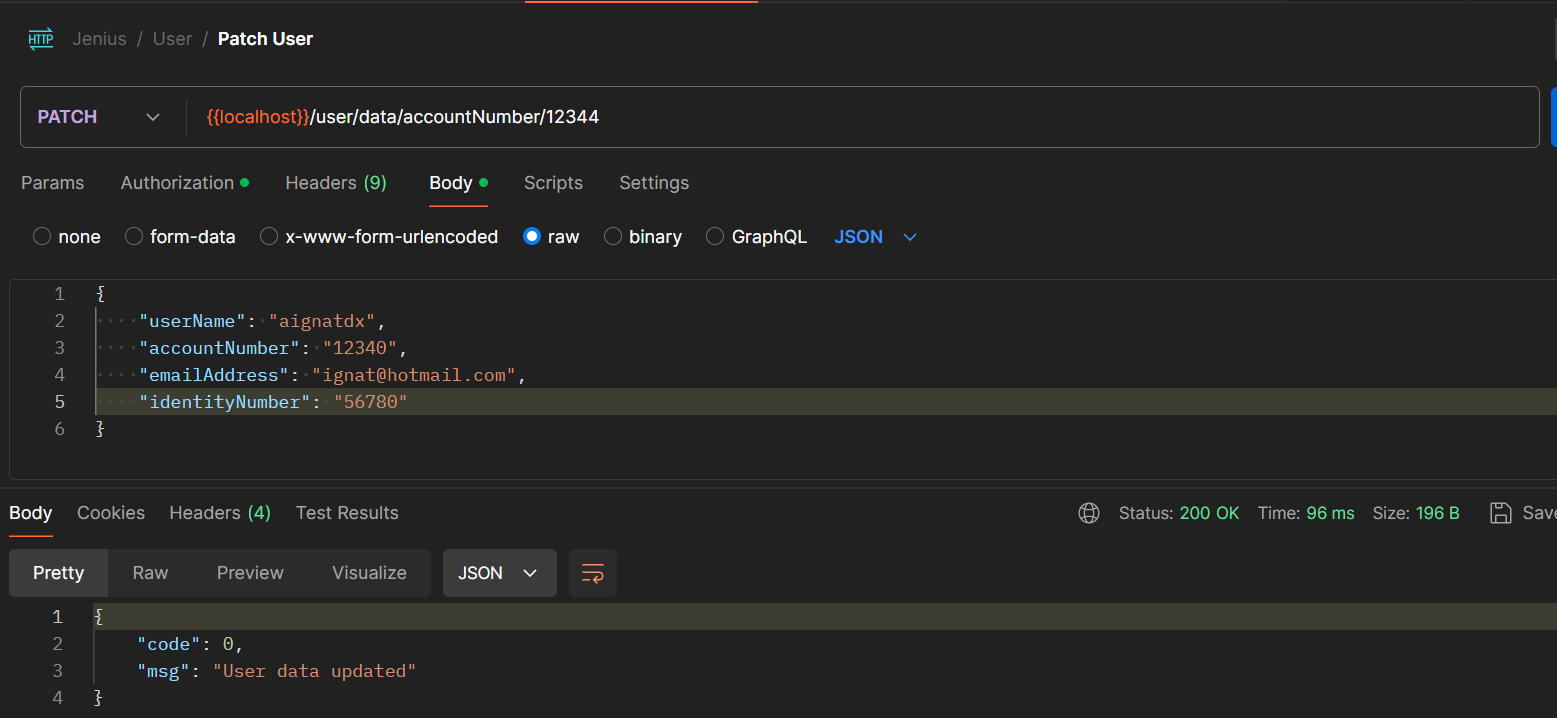 HTTP Jenius / User / Patch User
PATCH {{localhost}}/user/data/accountNumber/12344
Params Authorization Headers (9) Body Scripts Settings
none form-data x-www-form-urlencoded raw binary GraphQL JSON
1 {
2 "userName": "aignatdx",
3 "accountNumber": "12340",
4 "emailAddress": "ignat@hotmail.com",
5 "identityNumber": "56780"
6 }
Body Cookies Headers (4) Test Results Status: 200 OK Time: 96 ms Size: 196 B Save
Pretty Raw Preview Visualize JSON
1 {
2 "code": 0,
3 "msg": "User data updated"
4 }